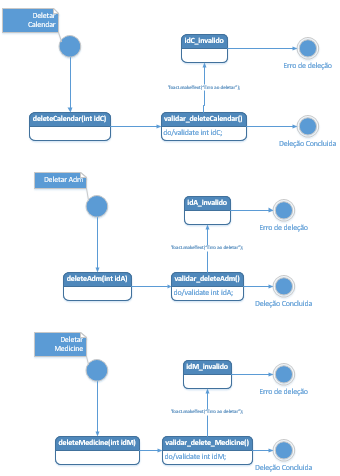 Deletar
Calendar
idC_invalido
Erro de deleção
Toast.makeText("Erro ao deletar");
deleteCalendar(int idC)
validar_deleteCalendar()
do/validate int idC;
Deleção Concluída
Deletar Adm
idA_invalido
Erro de deleção
Toast.makeText("Erro ao deletar");
deleteAdm(int idA)
validar_deleteAdm()
do/validate int idA;
Deleção Concluida
Deletar
Medicine
idM_invalido
Erro de deleção
Toast.makeText("Erro ao deletar");
deleteMedicine(int idM)
validar_delete_Medicine()
do/validate int idM;
Deleção Concluida